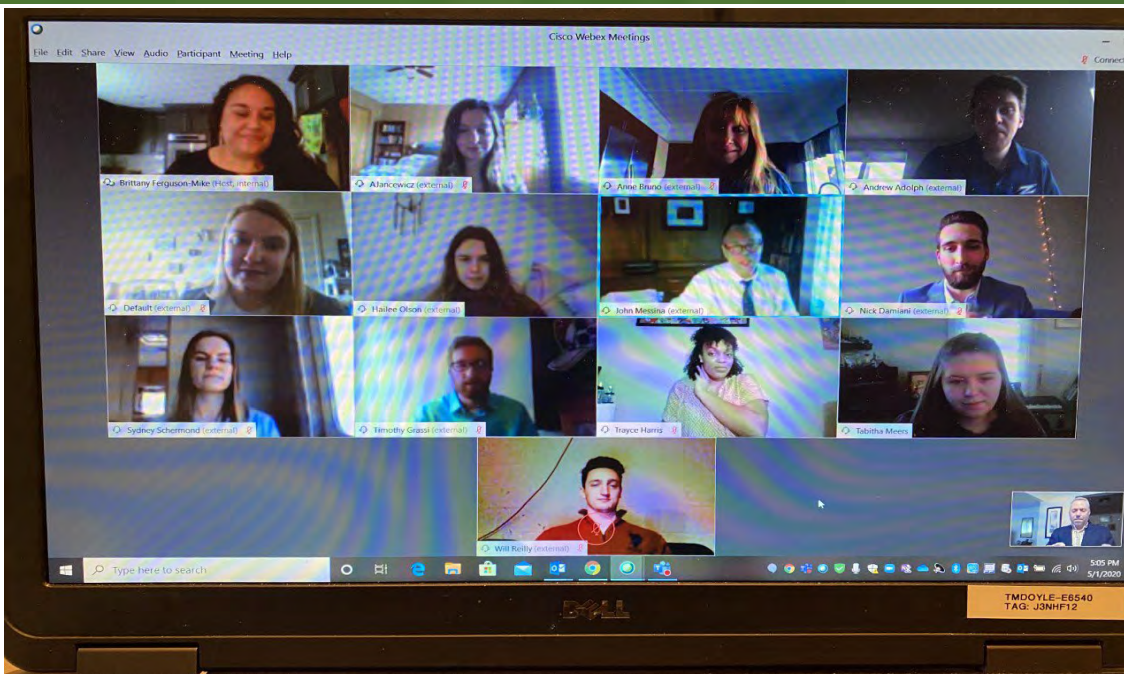 Cisco Webex Meetings
File Edit Share View Audio Participant Meeting Help
Connect
Brittany Ferguson-Mike (Host, internal)
AJancewicz (external)
Anne Bruno (external)
Andrew Adolph (external)
Default (external)
Hailee Olson (external)
John Messina (external)
Nick Damiani (external)
Sydney Schermond (external)
Timothy Grassi (external)
Trayce Harris
Tabitha Meers
Will Reilly (external)
Type here to search
5:05 PM
5/1/2020
DELL
TMDOYLE-E6540
TAG: J3NHF12